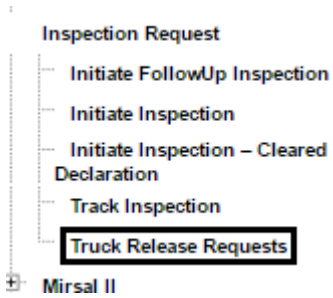 Inspection Request
Initiate FollowUp Inspection
Initiate Inspection
Initiate Inspection – Cleared
Declaration
Track Inspection
Truck Release Requests
Mirsal II